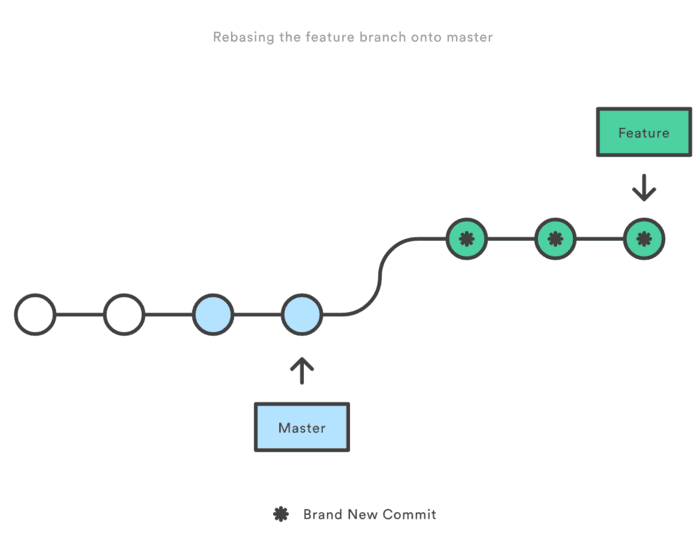 Rebasing the feature branch onto master
Feature
Master
Brand New Commit